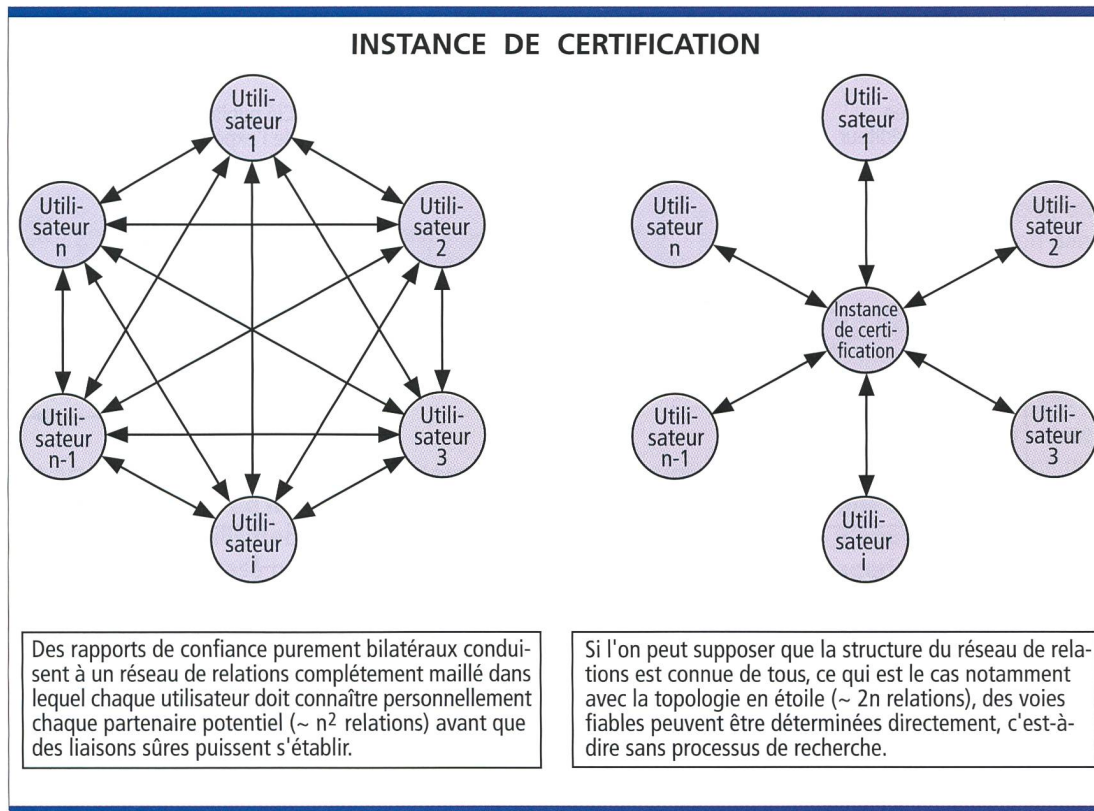 INSTANCE DE CERTIFICATION
Utili-
sateur
1
Utili-
sateur
n
Utili-
sateur
2
Utili-
sateur
n-1
Utili-
sateur
3
Utili-
sateur
i
Utili-
sateur
1
Utili-
sateur
n
Utili-
sateur
2
Instance
de certi-
fication
Utili-
sateur
n-1
Utili-
sateur
3
Utili-
sateur
i
Des rapports de confiance purement bilatéraux condui-
sent à un réseau de relations complétement maillé dans
lequel chaque utilisateur doit connaître personnellement
chaque partenaire potentiel (~ n² relations) avant que
des liaisons sûres puissent s'établir.
Si l'on peut supposer que la structure du réseau de rela-
tions est connue de tous, ce qui est le cas notamment
avec la topologie en étoile (~ 2n relations), des voies
fiables peuvent être déterminées directement, c'est-à-
dire sans processus de recherche.